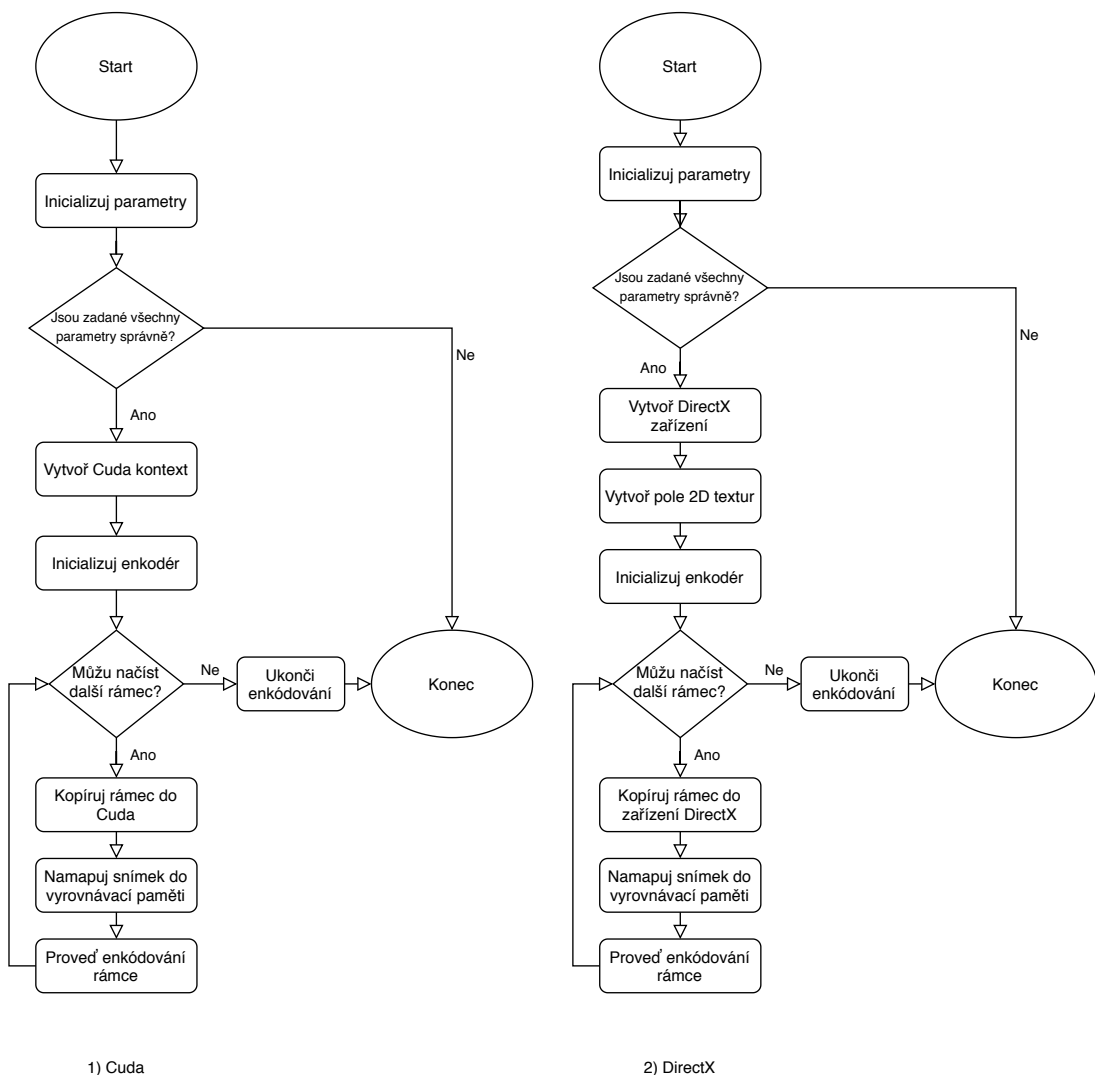 Start
Inicializuj parametry
Jsou zadané všechny
parametry správně?
Ne
Ano
Vytvoř Cuda kontext
Inicializuj enkodér
Můžu načíst
další rámec?
Ne
Ukonči
enkódování
Konec
Ano
Kopíruj rámec do
Cuda
Namapuj snímek do
vyrovnávací paměti
Proveď enkódování
rámce
1) Cuda
Start
Inicializuj parametry
Jsou zadané všechny
parametry správně?
Ne
Ano
Vytvoř DirectX
zařízení
Vytvoř pole 2D textur
Inicializuj enkodér
Můžu načíst
další rámec?
Ne
Ukonči
enkódování
Konec
Ano
Kopíruj rámec do
zařízení DirectX
Namapuj snímek do
vyrovnávací paměti
Proveď enkódování
rámce
2) DirectX